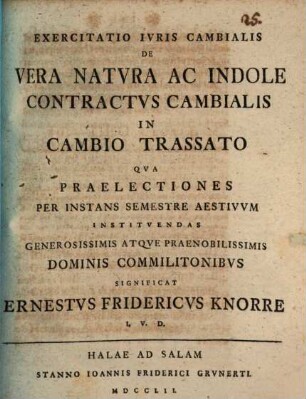 25.
EXERCITATIO IVRIS CAMBIALIS
DE
VERA NATVRA AC INDOLE
CONTRACTVS CAMBIALIS
IN
CAMBIO TRASSATO
QVA
PRAELECTIONES
PER INSTANS SEMESTRE AESTIVVM
INSTITVENDAS
GENEROSISSIMIS ATQVE PRAENOBILISSIMIS
DOMINIS COMMILITONIBVS
SIGNIFICAT
ERNESTVS FRIDERICVS KNORRE
I. V. D.
HALAE AD SALAM
STANNO IOANNIS FRIDERICI GRVNERTI.
MDCCLII.